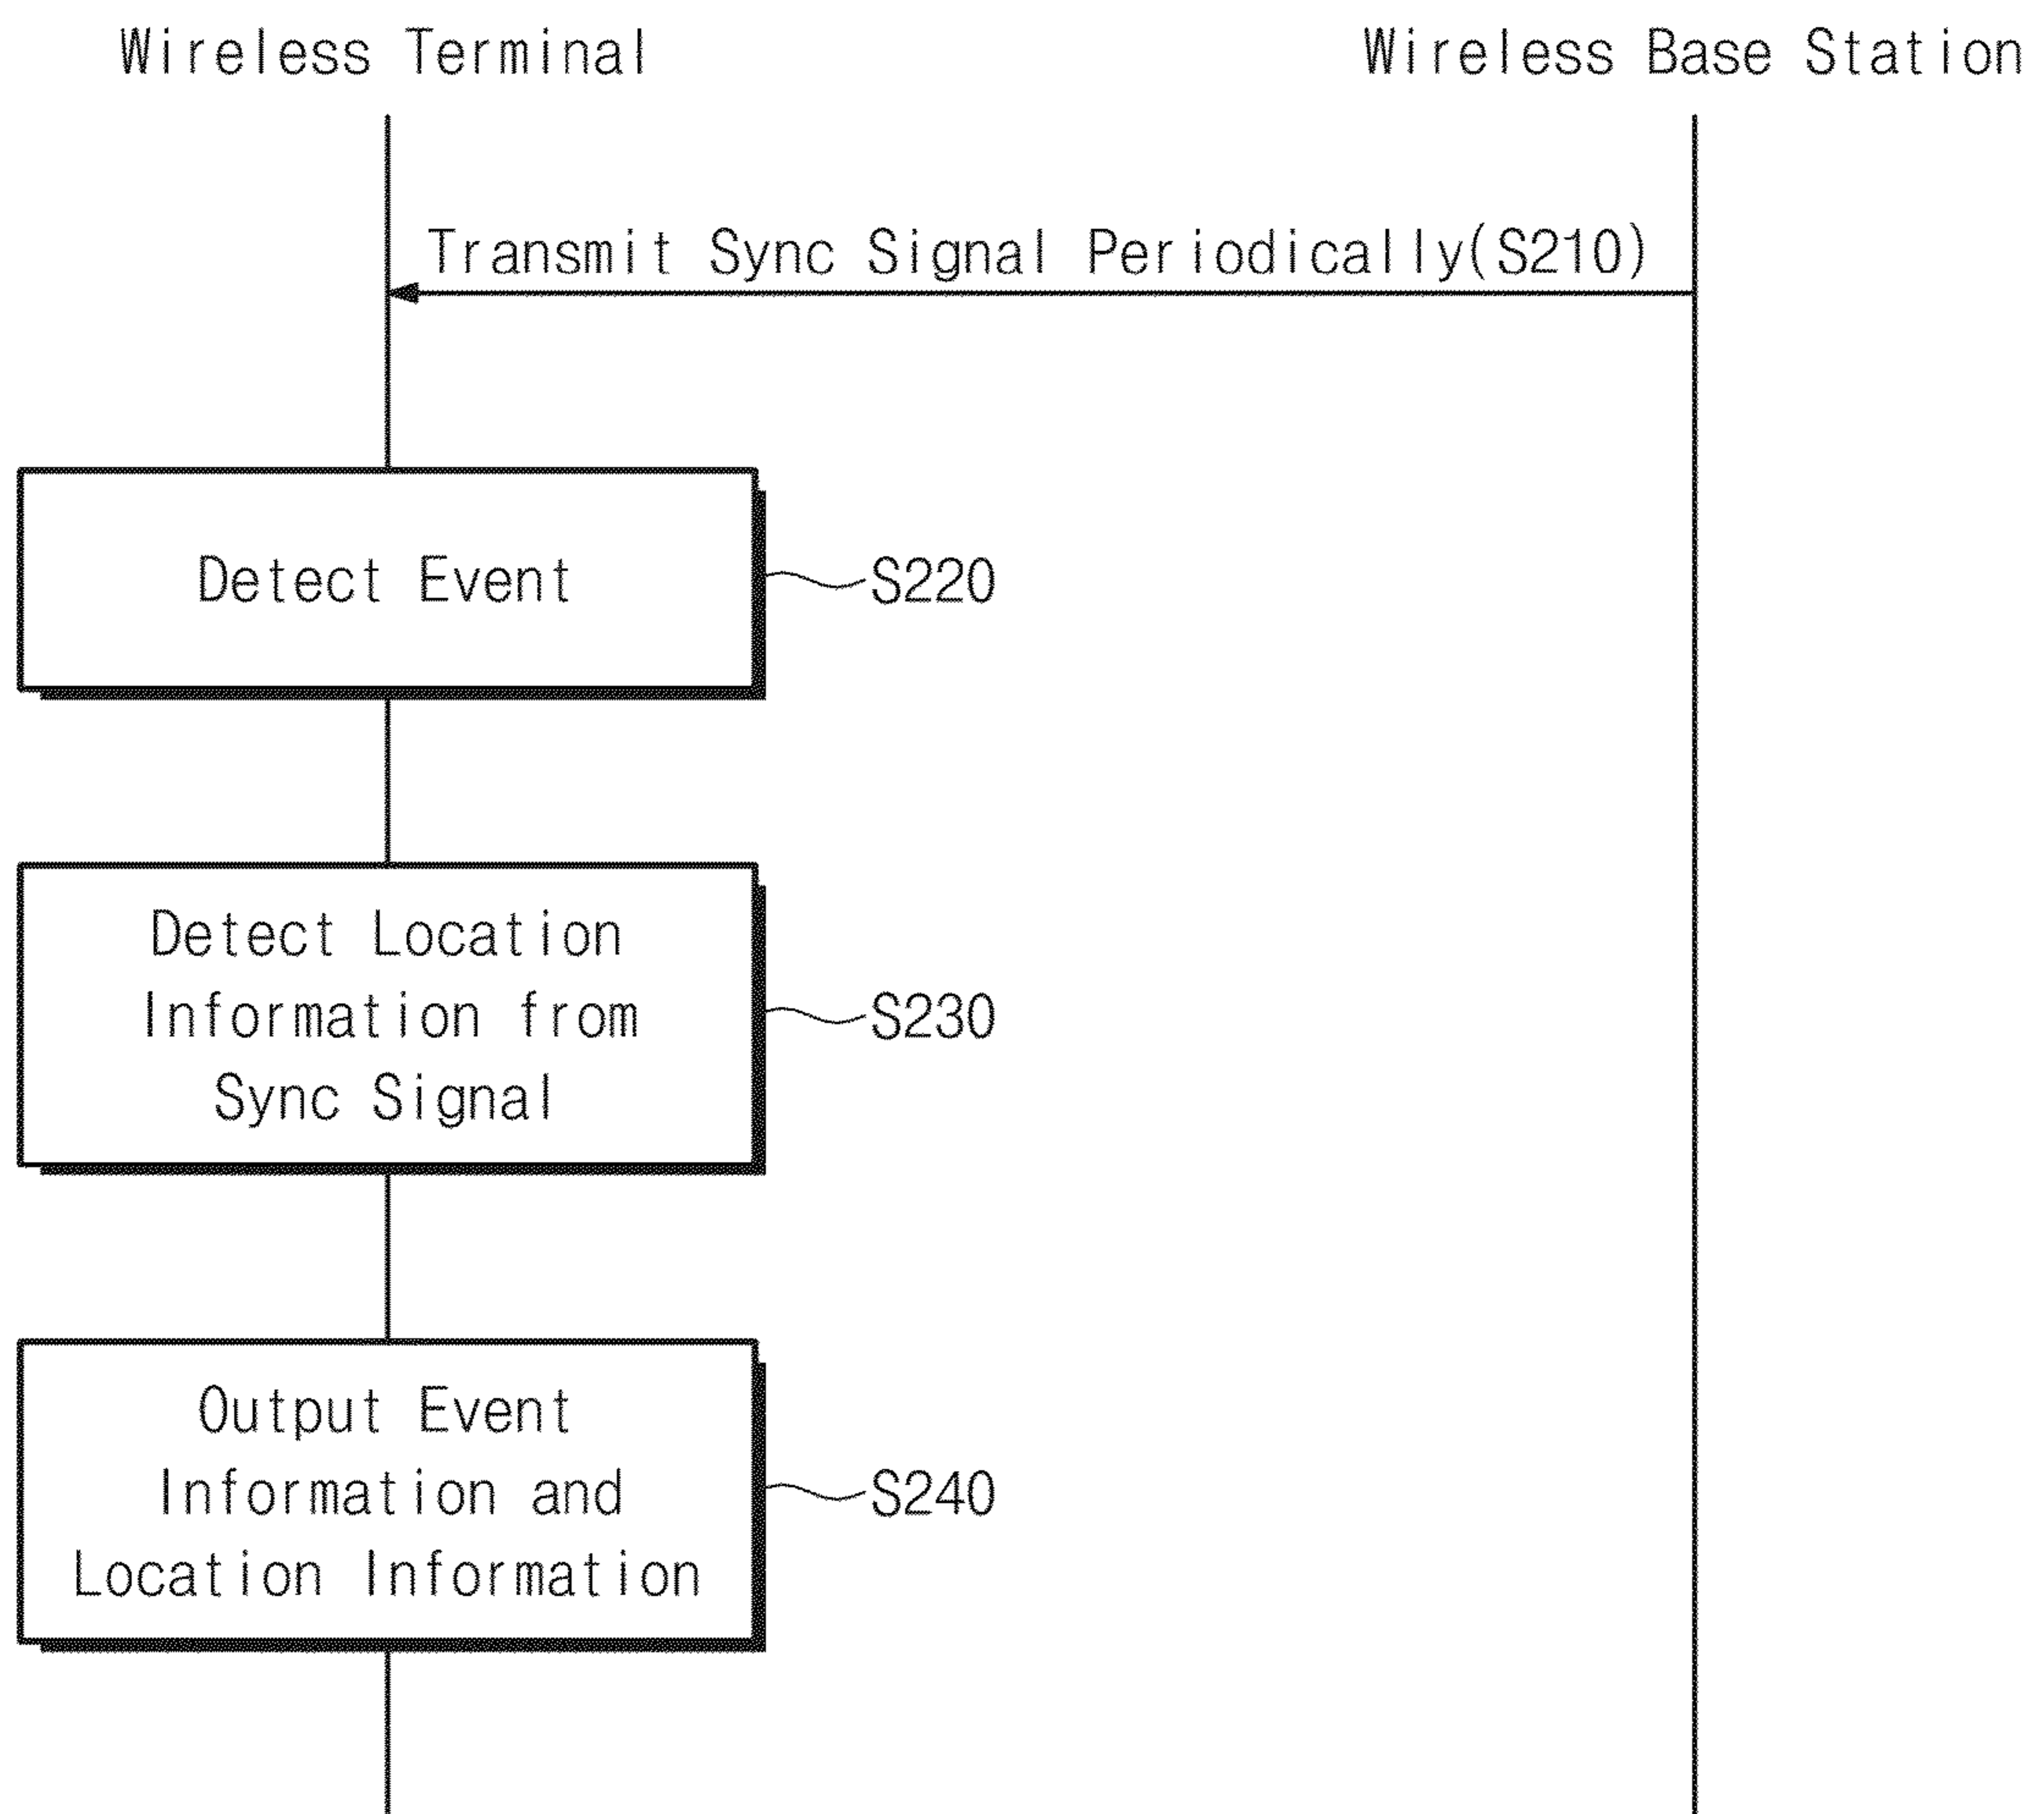 Wireless Terminal
Wireless Base Station
Transmit Sync Signal Periodically(S210)
Detect Event
S220
Detect Location
Information from
Sync Signal
S230
Output Event
Information and
Location Information
S240